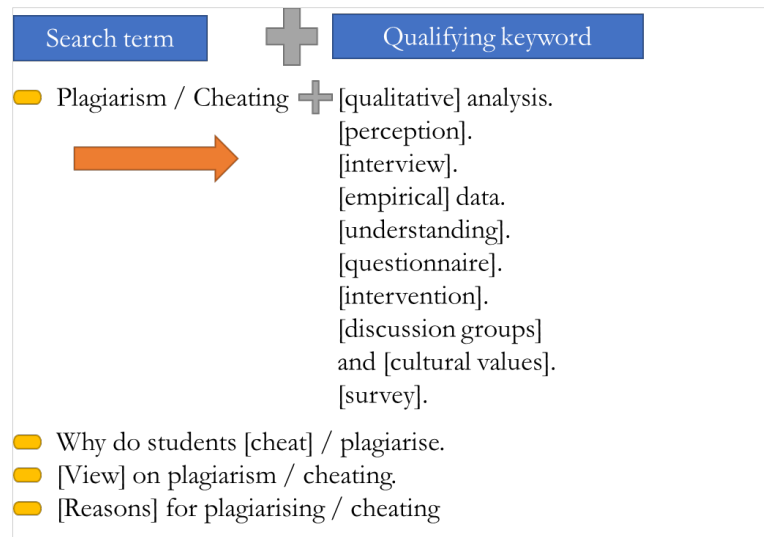 Search term
Qualifying keyword
Plagiarism / Cheating
[qualitative] analysis.
[perception].
[interview].
[empirical] data.
[understanding].
[questionnaire].
[intervention].
[discussion groups]
and [cultural values].
[survey].
Why do students [cheat] / plagiarise.
[View] on plagiarism / cheating.
[Reasons] for plagiarising / cheating